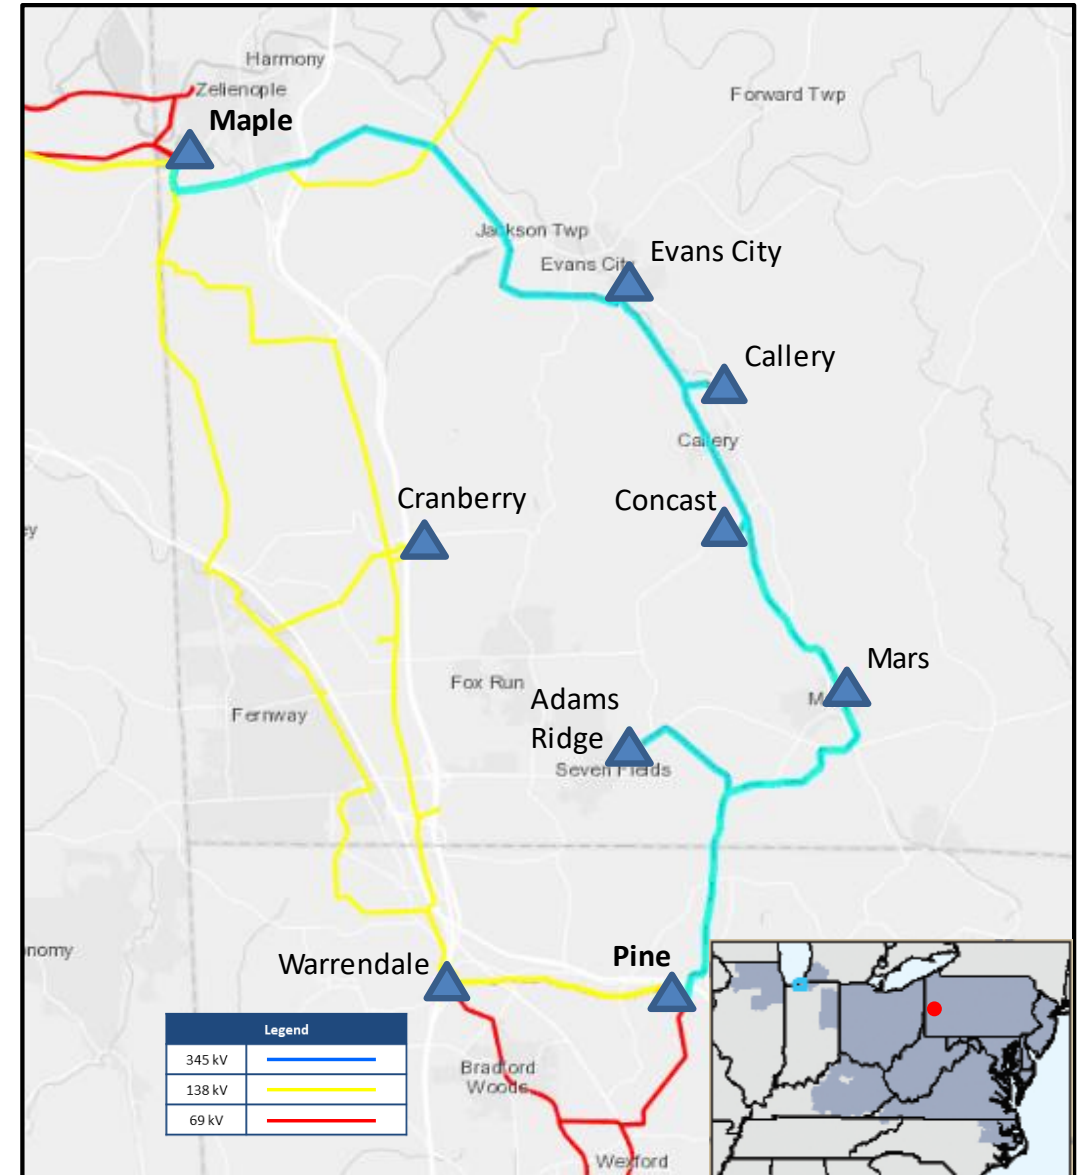 Harmony
Zelienople
Maple
Forward Twp
Jackson Twp
Evans City
Evans City
Callery
Callery
Concast
Cranberry
Mars
Fox Run
Adams
Ridge
Fernway
Seven Fields
nomy
Warrendale
Pine
Legend
345 kV
138 kV
69 kV
Bradford
Woods
Wexford